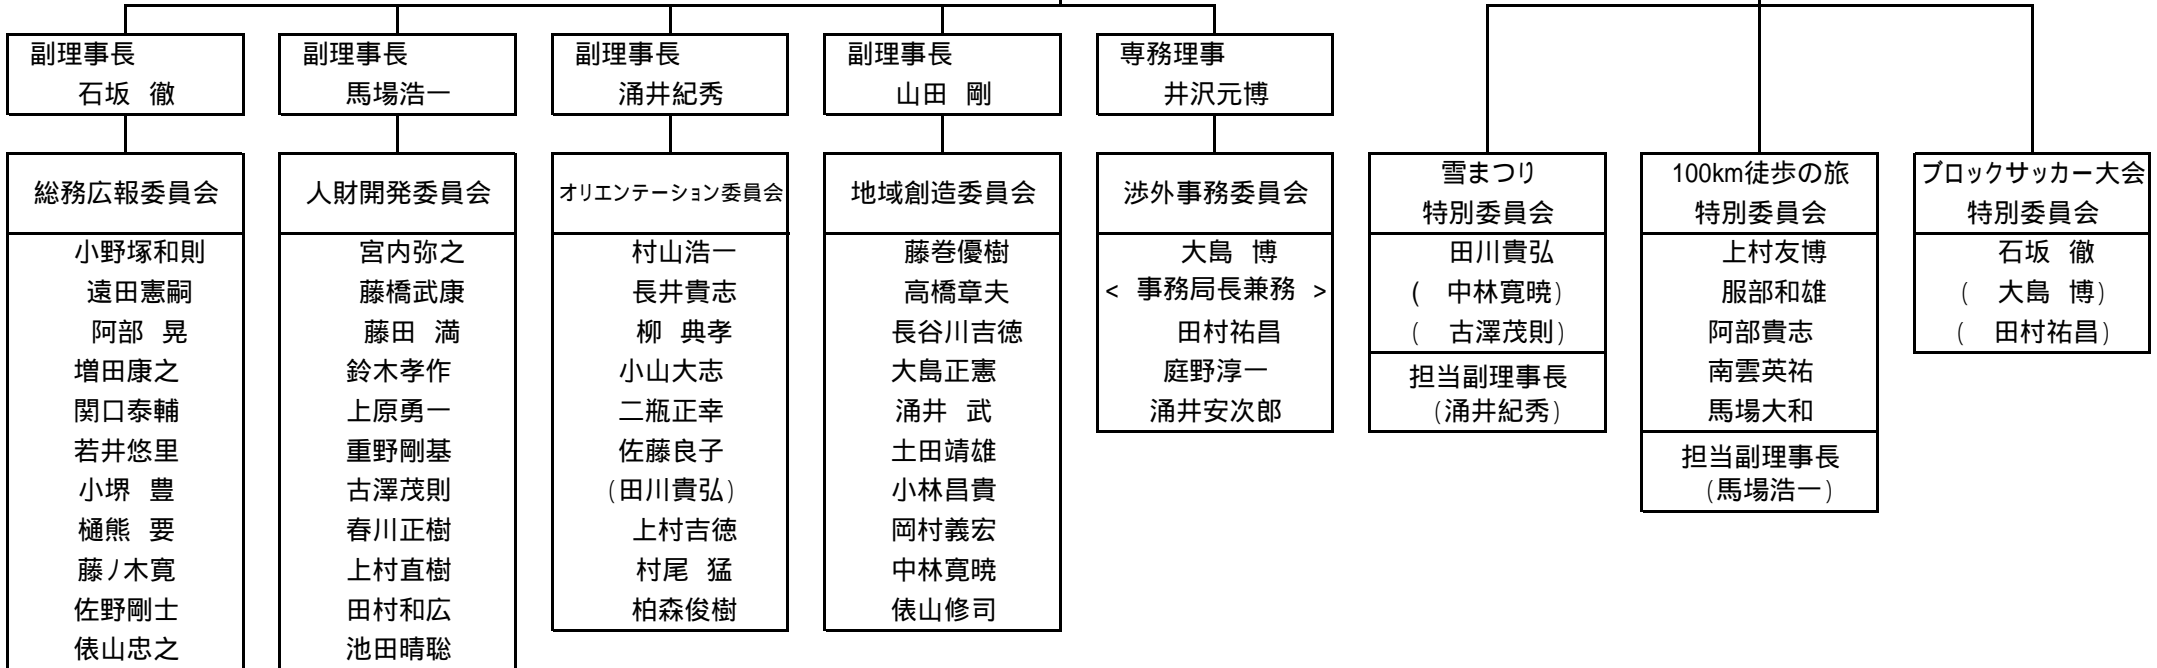 副理事長
石坂 徹
総務広報委員会
小野塚和則
遠田憲嗣
阿部 晃
増田康之
関口泰輔
若井悠里
小堺 豊
樋熊 要
藤ノ木寛
佐野剛士
俵山忠之
副理事長
馬場浩一
人財開発委員会
宮内弥之
藤橋武康
藤田 満
鈴木孝作
上原勇一
重野剛基
古澤茂則
春川正樹
上村直樹
田村和広
池田晴聡
副理事長
涌井紀秀
オリエンテーション委員会
村山浩一
長井貴志
柳 典孝
小山大志
二瓶正幸
佐藤良子
(田川貴弘)
上村吉徳
村尾 猛
柏森俊樹
副理事長
山田 剛
地域創造委員会
藤巻優樹
高橋章夫
長谷川吉徳
大島正憲
涌井 武
土田靖雄
小林昌貴
岡村義宏
中林寛暁
俵山修司
専務理事
井沢元博
渉外事務委員会
大島 博
< 事務局長兼務 >
田村祐昌
庭野淳一
涌井安次郎
雪まつり
特別委員会
田川貴弘
( 中林寛暁)
( 古澤茂則)
担当副理事長
(涌井紀秀)
100km徒歩の旅
特別委員会
上村友博
服部和雄
阿部貴志
南雲英祐
馬場大和
担当副理事長
(馬場浩一)
ブロックサッカー大会
特別委員会
石坂 徹
( 大島 博)
( 田村祐昌)